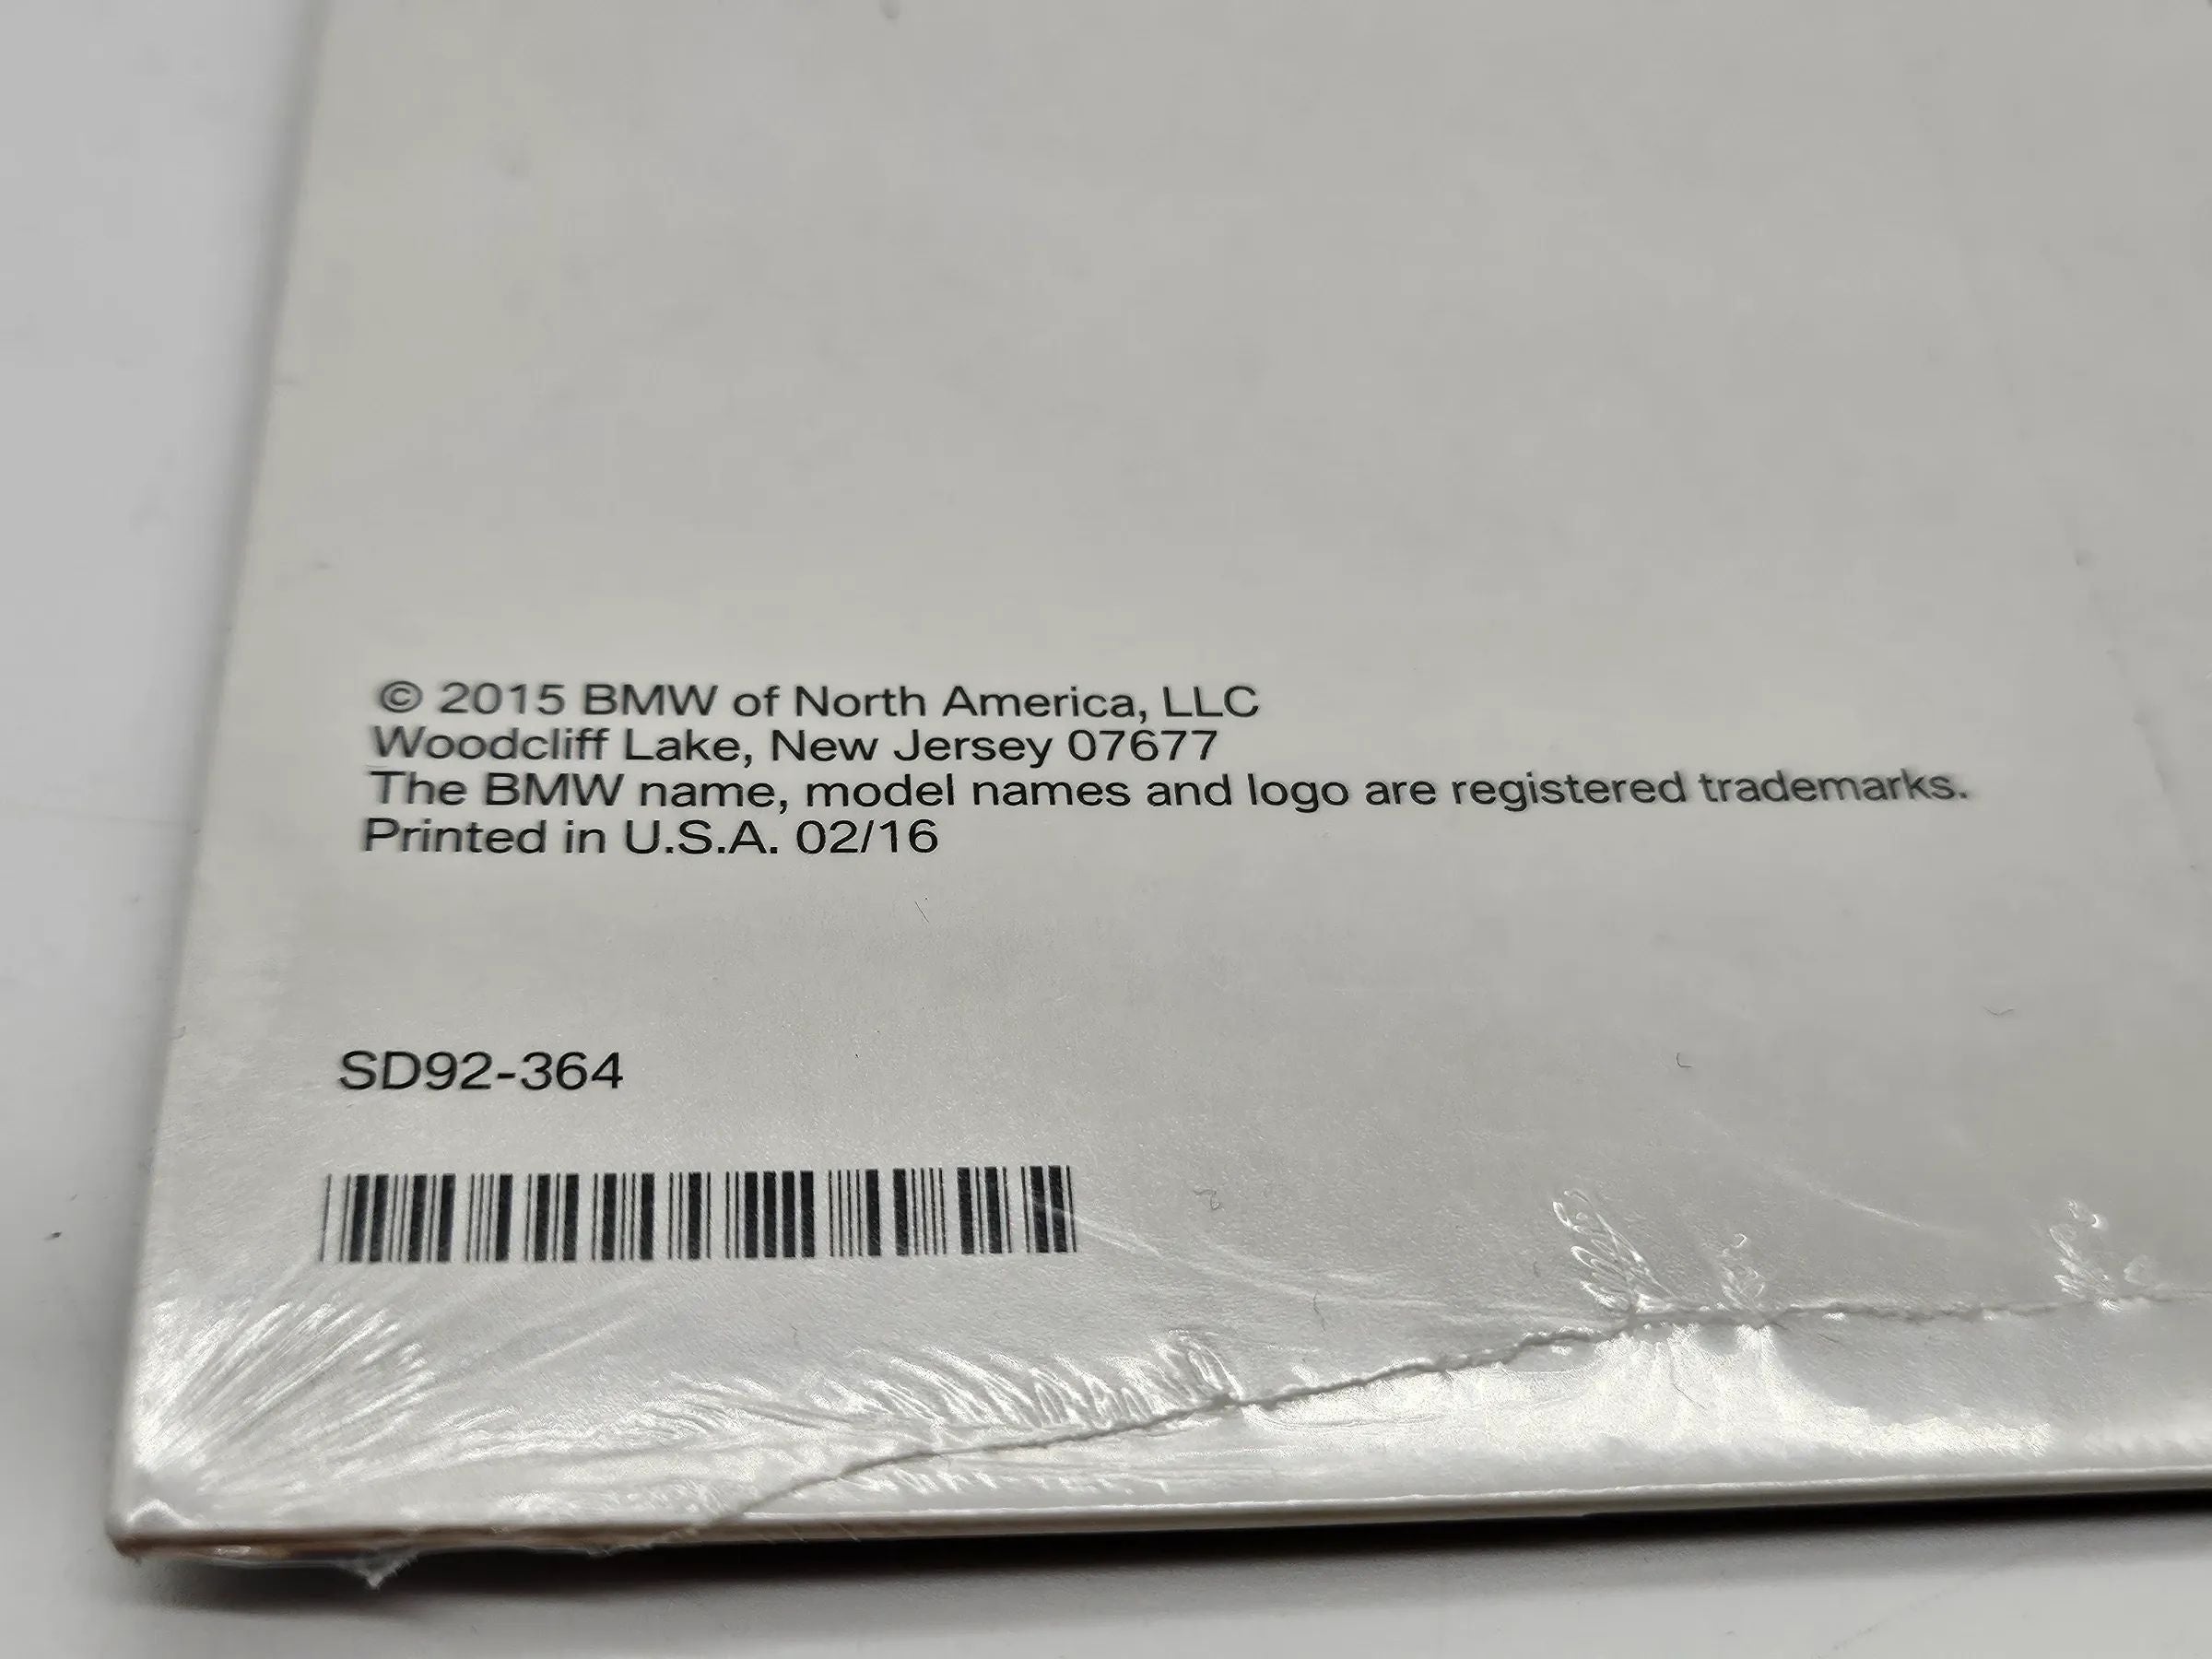 © 2015 BMW of North America, LLC
Woodcliff Lake, New Jersey 07677
The BMW name, model names and logo are registered trademarks.
Printed in U.S.A. 02/16
SD92-364